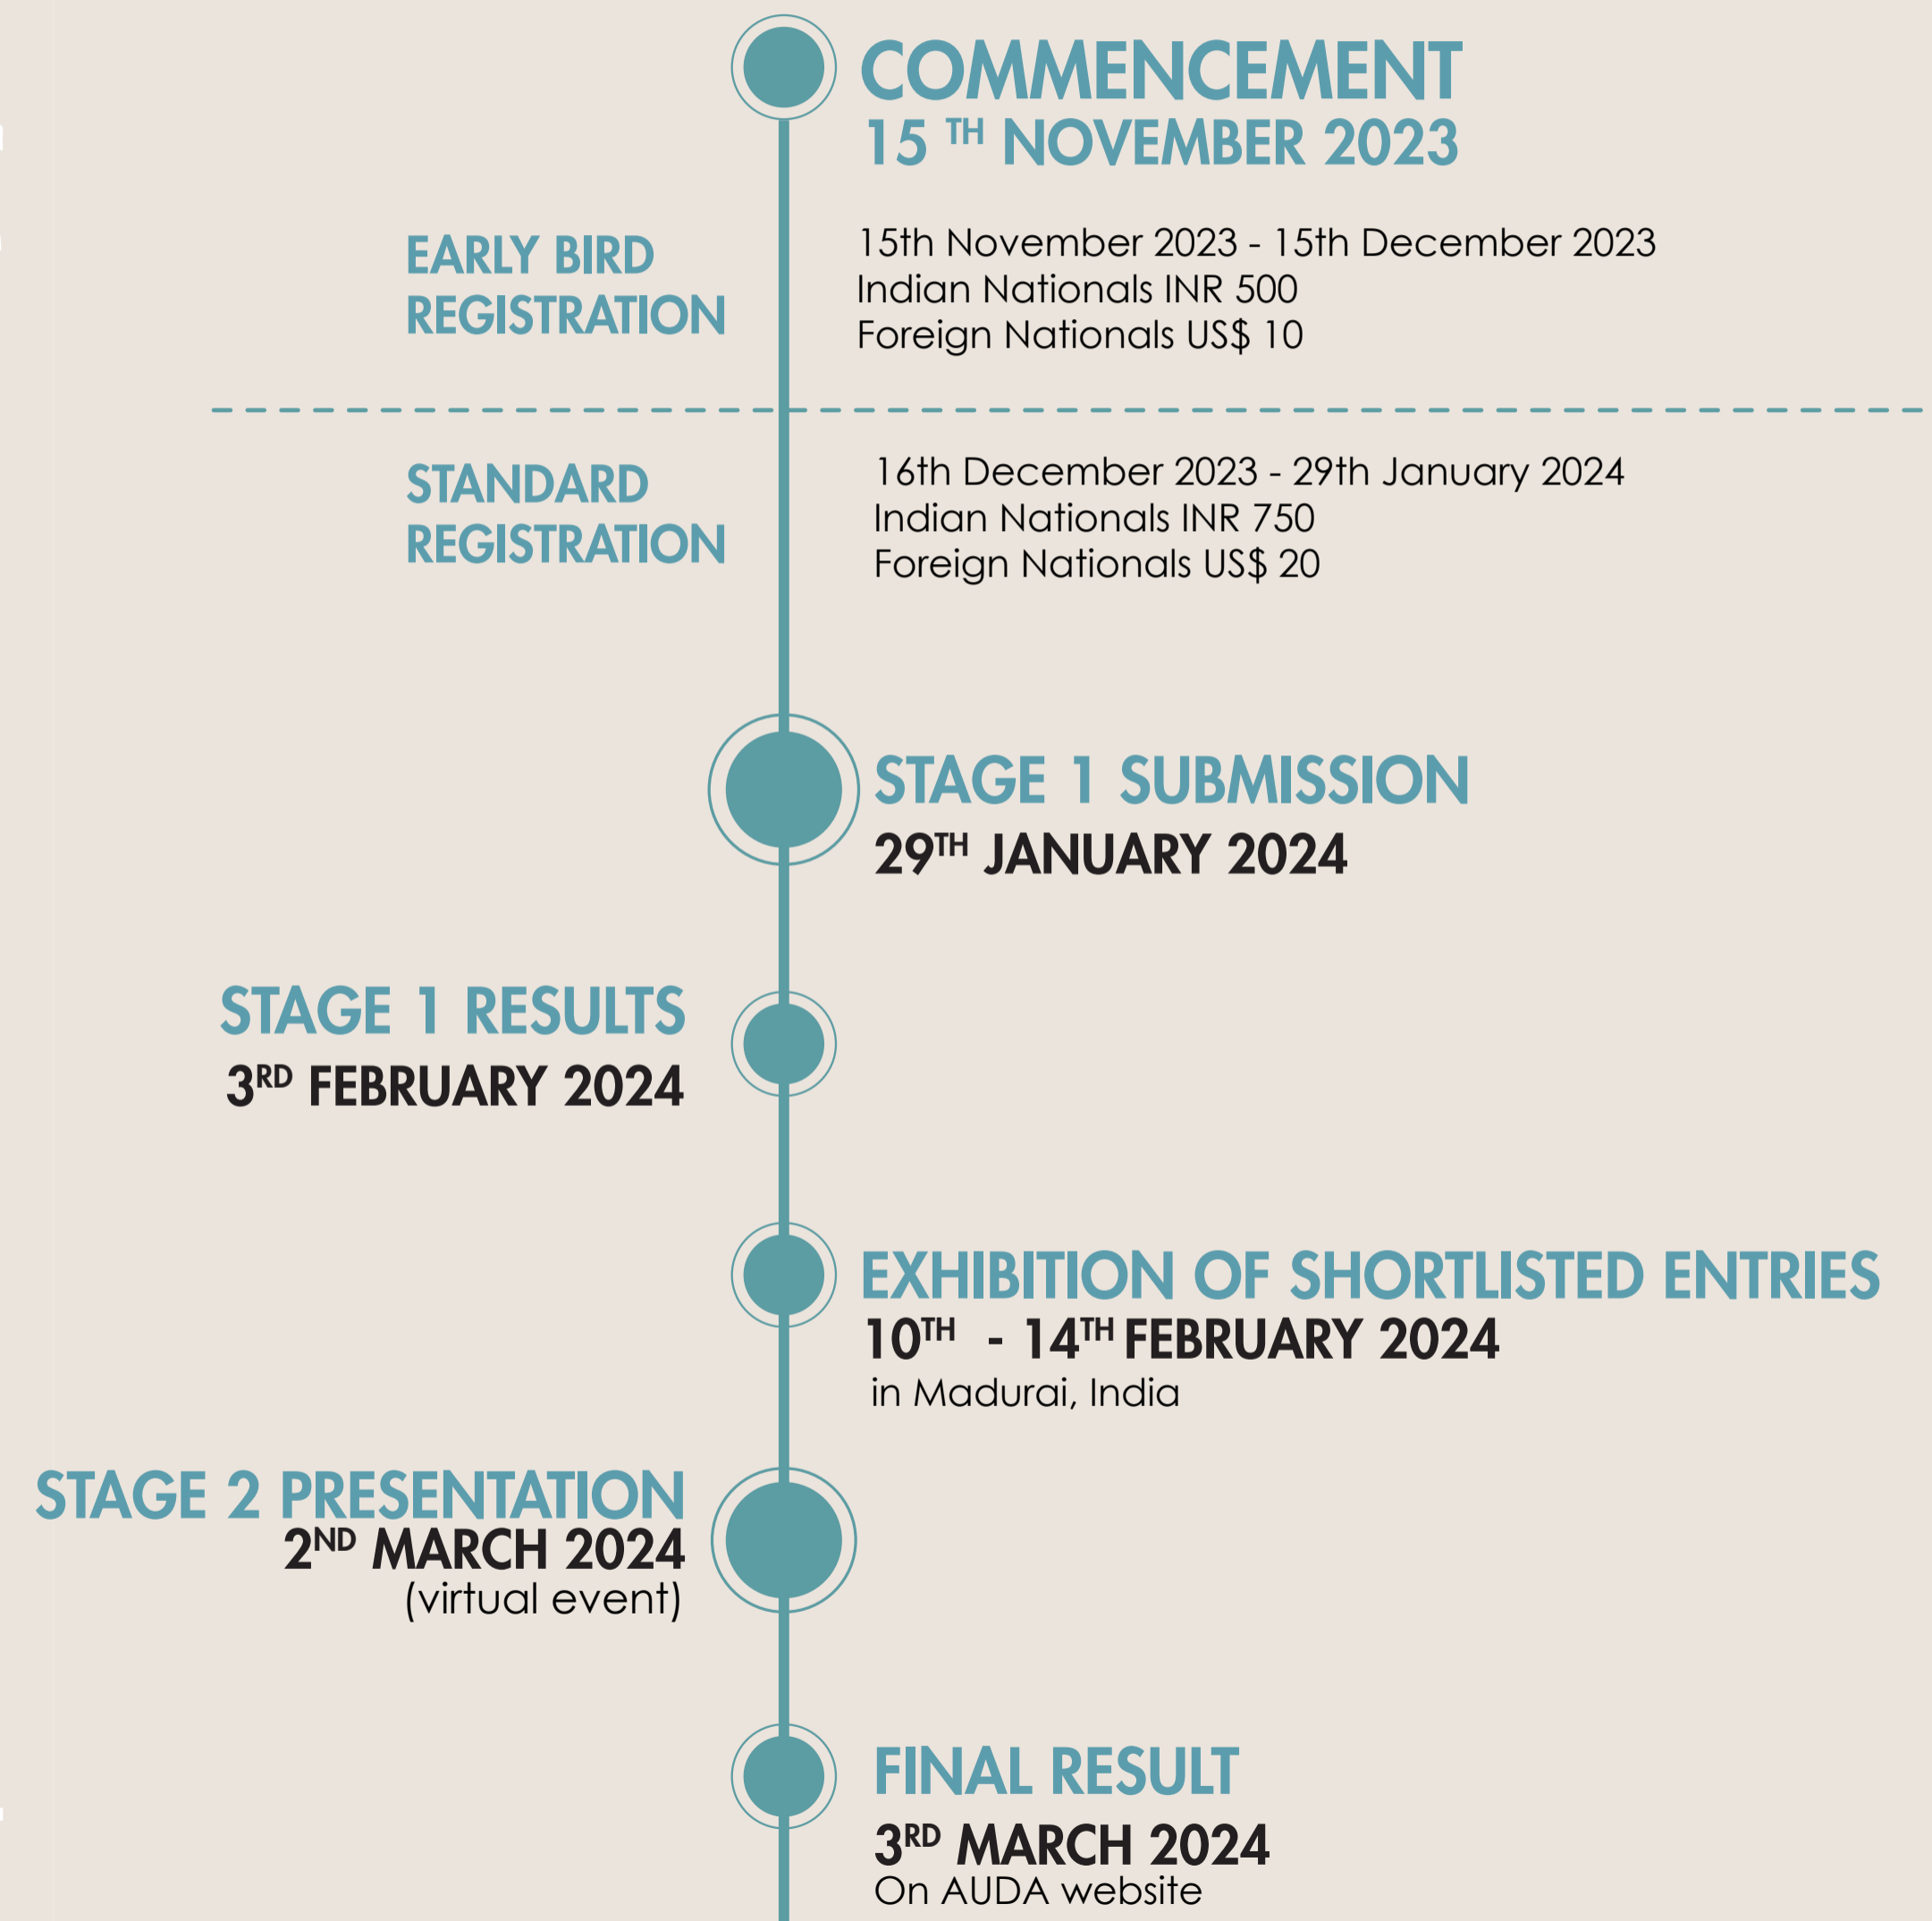 COMMENCEMENT
15 TH NOVEMBER 2023
EARLY BIRD
REGISTRATION
15th November 2023 - 15th December 2023
Indian Nationals INR 500
Foreign Nationals US$ 10
STANDARD
REGISTRATION
16th December 2023 - 29th January 2024
Indian Nationals INR 750
Foreign Nationals US$ 20
STAGE 1 SUBMISSION
29TH JANUARY 2024
STAGE 1 RESULTS
3RD FEBRUARY 2024
EXHIBITION OF SHORTLISTED ENTRIES
10TH - 14TH FEBRUARY 2024
in Madurai, India
STAGE 2 PRESENTATION
2ND MARCH 2024
(virtual event)
FINAL RESULT
3RD MARCH 2024
On AUDA website